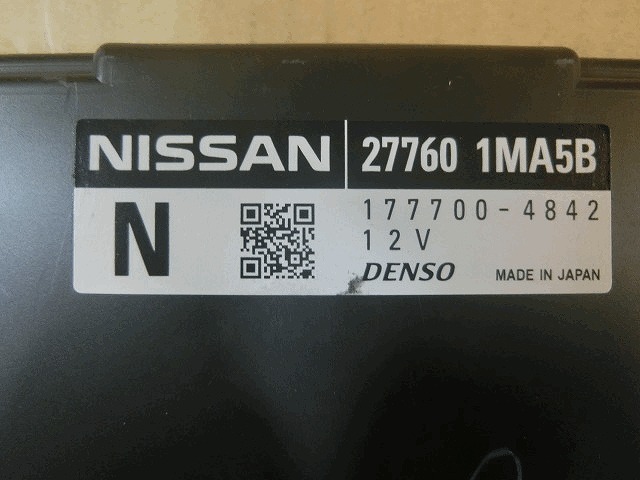 NISSAN 27760 1MA5B
N
177700-4842
12V
DENSO MADE IN JAPAN